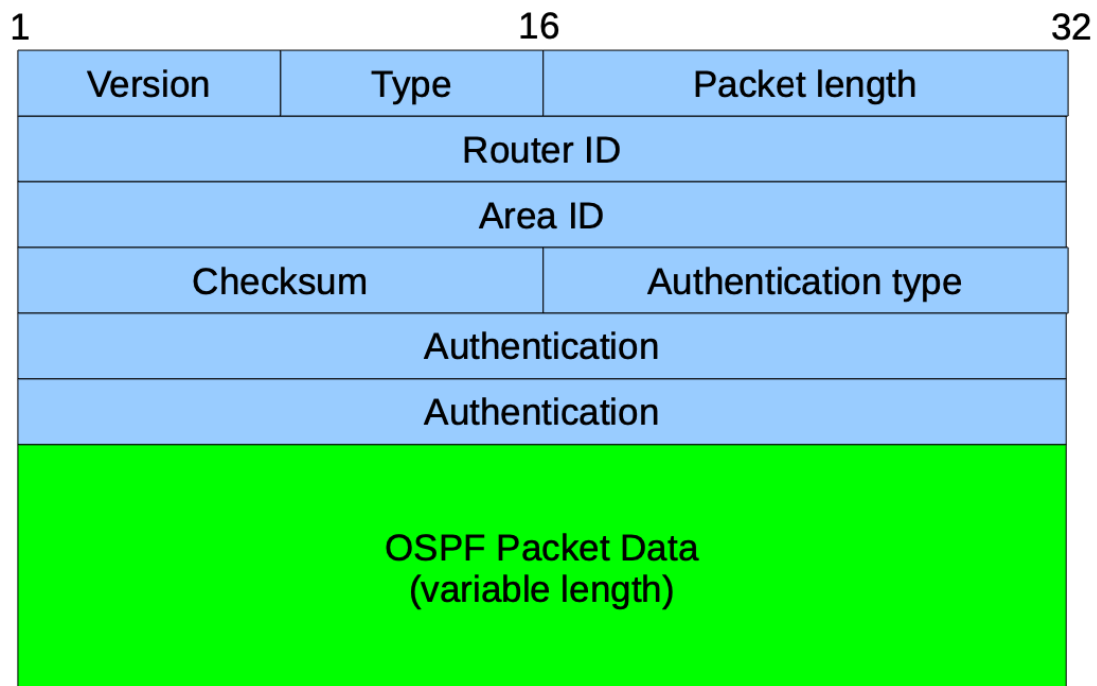 1 16 32
Version Type Packet length
Router ID
Area ID
Checksum Authentication type
Authentication
Authentication
OSPF Packet Data
(variable length)